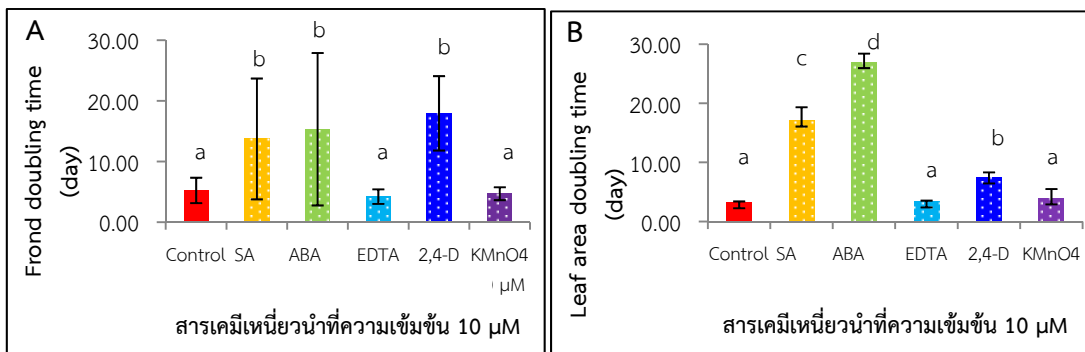 A
Frond doubling time
(day)
30.00
20.00
10.00
0.00
a
b
b
a
b
a
Control SA ABA EDTA 2,4-D KMnO4
µM
สารเคมีเหนี่ยวนำที่ความเข้มข้น 10 µM
B
Leaf area doubling time
(day)
30.00
20.00
10.00
0.00
a
c
d
a
b
a
Control SA ABA EDTA 2,4-D KMnO4
สารเคมีเหนี่ยวนำที่ความเข้มข้น 10 µM